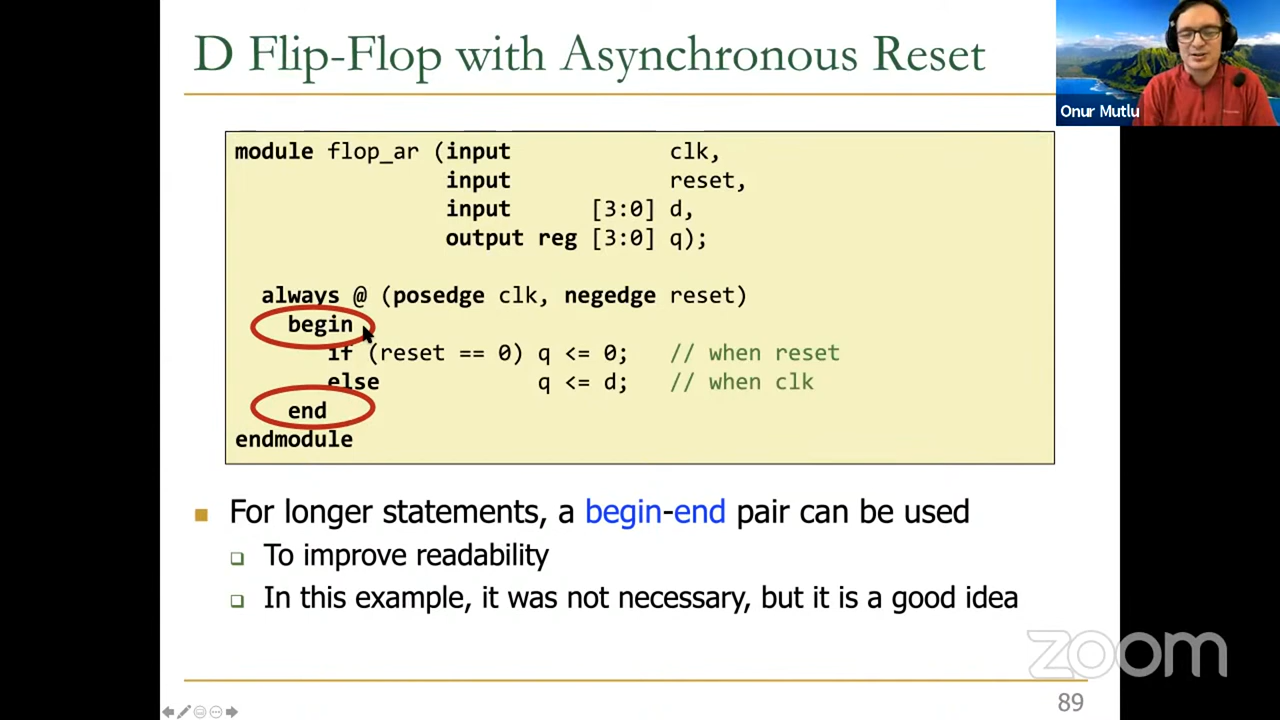 D Flip-Flop with Asynchronous Reset
Onur Mutlu
module flop_ar (input clk,
input reset,
input [3:0] d,
output reg [3:0] q);
always @ (posedge clk, negedge reset)
begin
if (reset == 0) q <= 0; // when reset
else q <= d; // when clk
end
endmodule
For longer statements, a begin-end pair can be used
To improve readability
In this example, it was not necessary, but it is a good idea
zoom
89